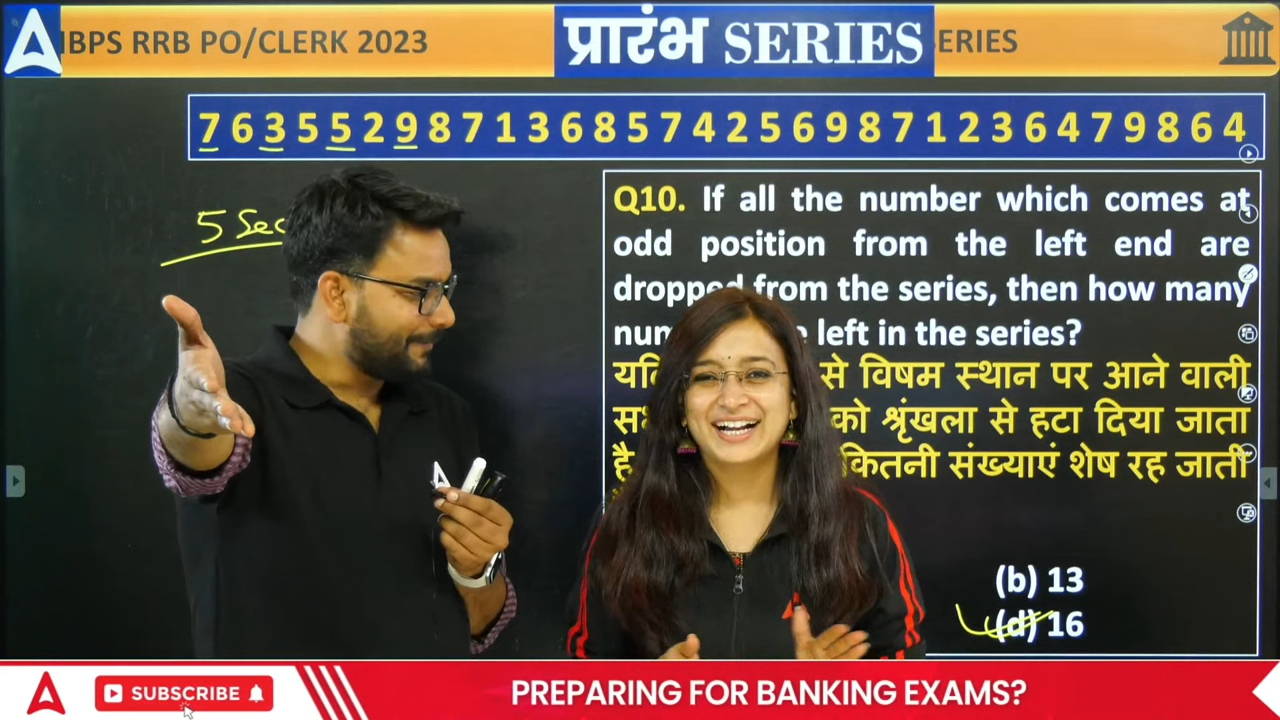 IBPS RRB PO/CLERK 2023 प्रारंभ SERIES ERIES
7 6 3 5 5 2 9 8 7 1 3 6 8 5 7 4 2 5 6 9 8 7 1 2 3 6 4 7 9 8 6 4
5 Sec
Q10. If all the number which comes at
odd position from the left end are
dropped from the series, then how many
left in the series?
से विषम स्थान पर आने वाली
को श्रृंखला से हटा दिया जाता
है कितनी संख्याएं शेष रह जाती
(b) 13
(d) 16
SUBSCRIBE
PREPARING FOR BANKING EXAMS?